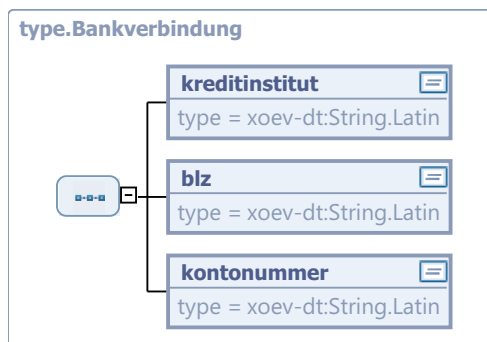 type.Bankverbindung
kreditinstitut
type = xoev-dt:String.Latin
blz
type = xoev-dt:String.Latin
kontonummer
type = xoev-dt:String.Latin